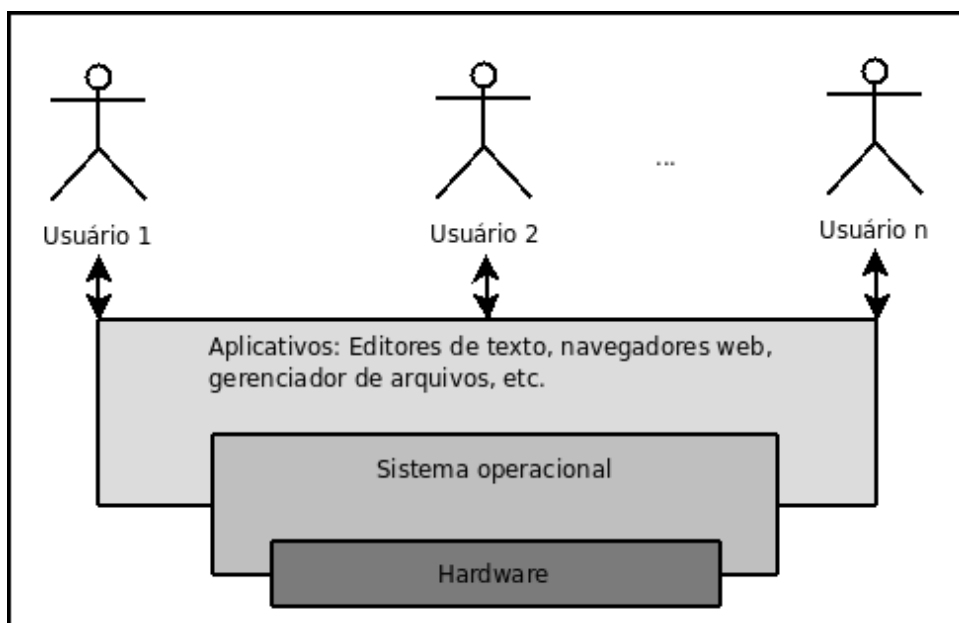 ...
Usuário 1
Usuário 2
Usuário n
Aplicativos: Editores de texto, navegadores web,
gerenciador de arquivos, etc.
Sistema operacional
Hardware